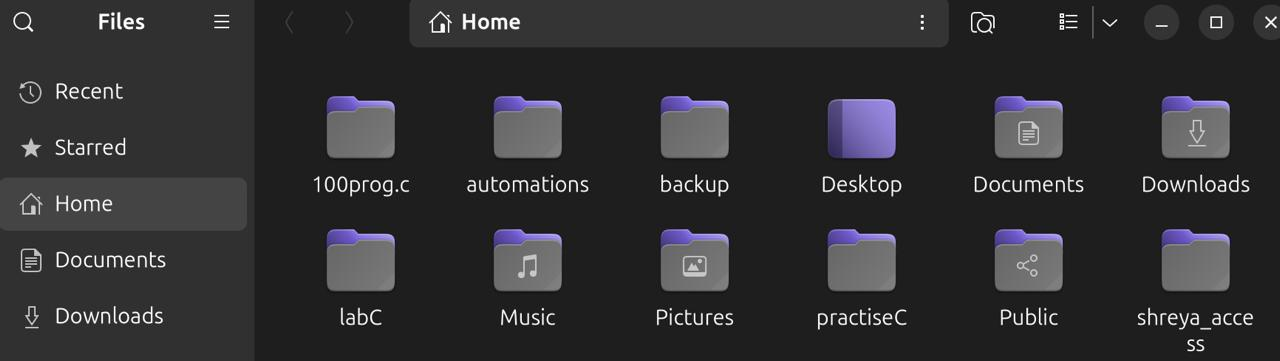 Files
Recent
Starred
Home
Documents
Downloads
Home
100prog.c
automations
backup
Desktop
Documents
Downloads
labC
Music
Pictures
practiseC
Public
shreya_acce
ss